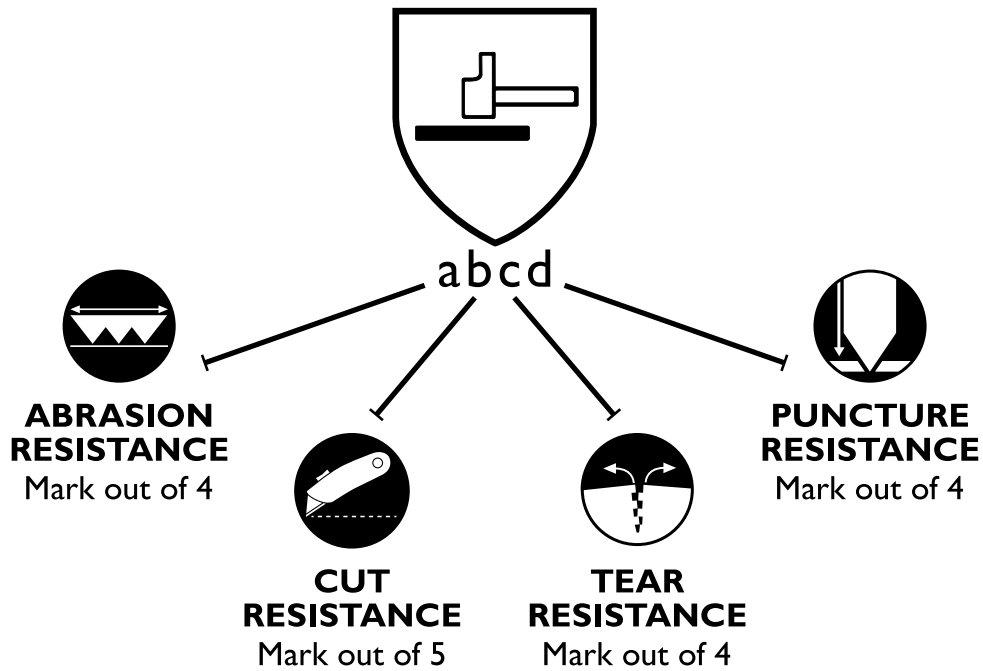 abcd
ABRASION
RESISTANCE
Mark out of 4
CUT
RESISTANCE
Mark out of 5
TEAR
RESISTANCE
Mark out of 4
PUNCTURE
RESISTANCE
Mark out of 4